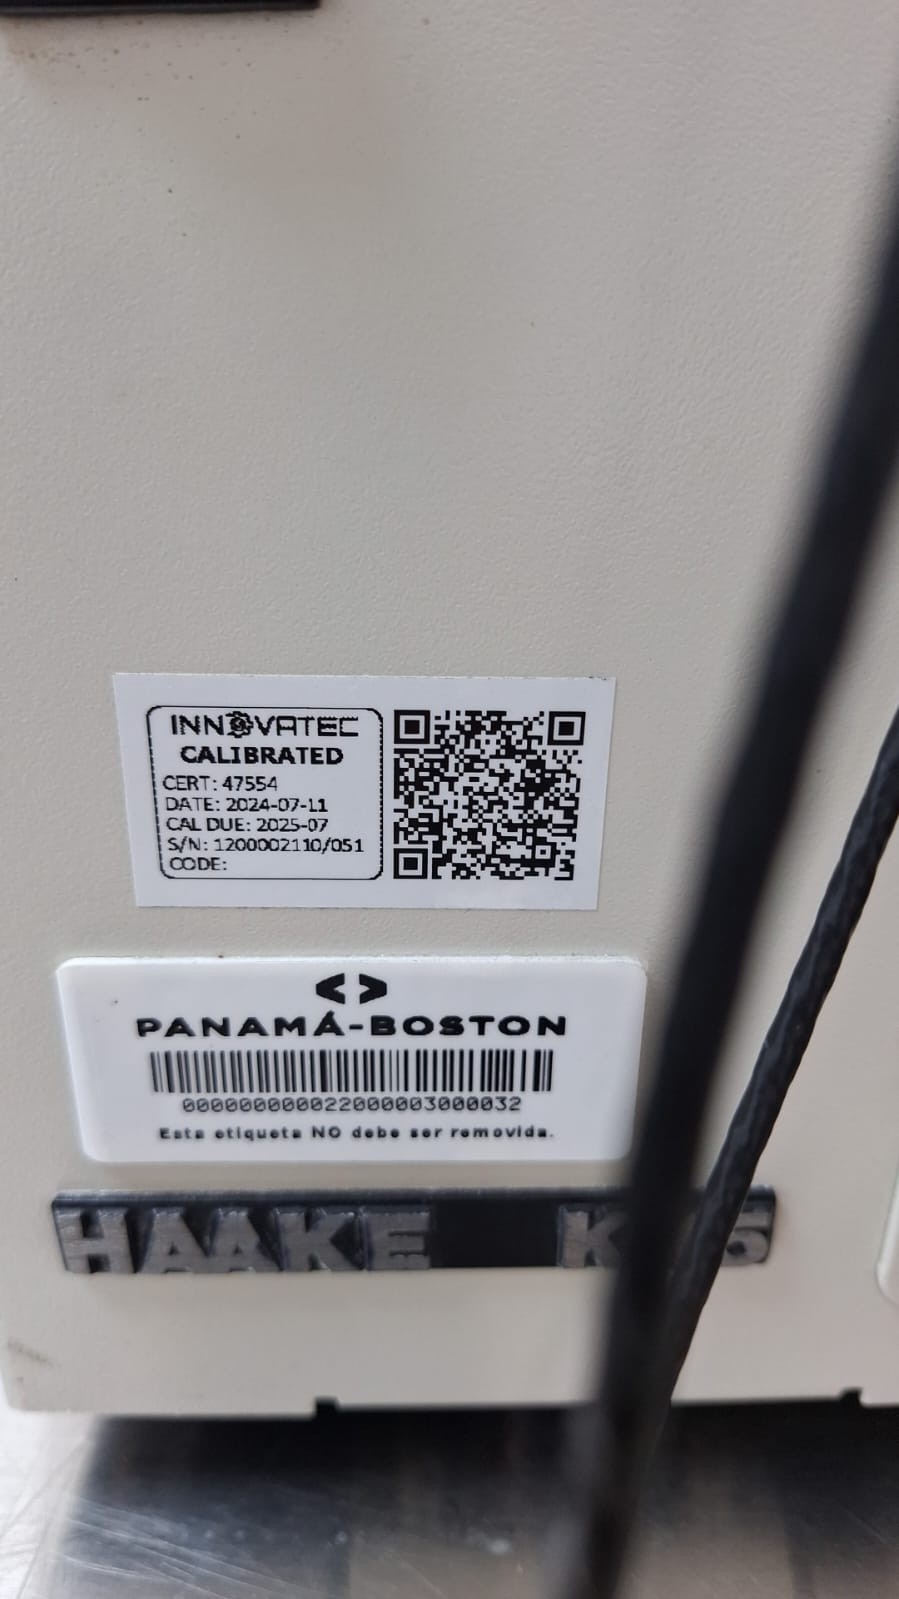 INNOVATEC
CALIBRATED
CERT: 47554
DATE: 2024-07-11
CAL DUE: 2025-07
S/N: 1200002110/051
CODE:
PANAMÁ-BOSTON
0000000000022000003000032
Esta etiqueta NO debe ser removida.
HAAKE